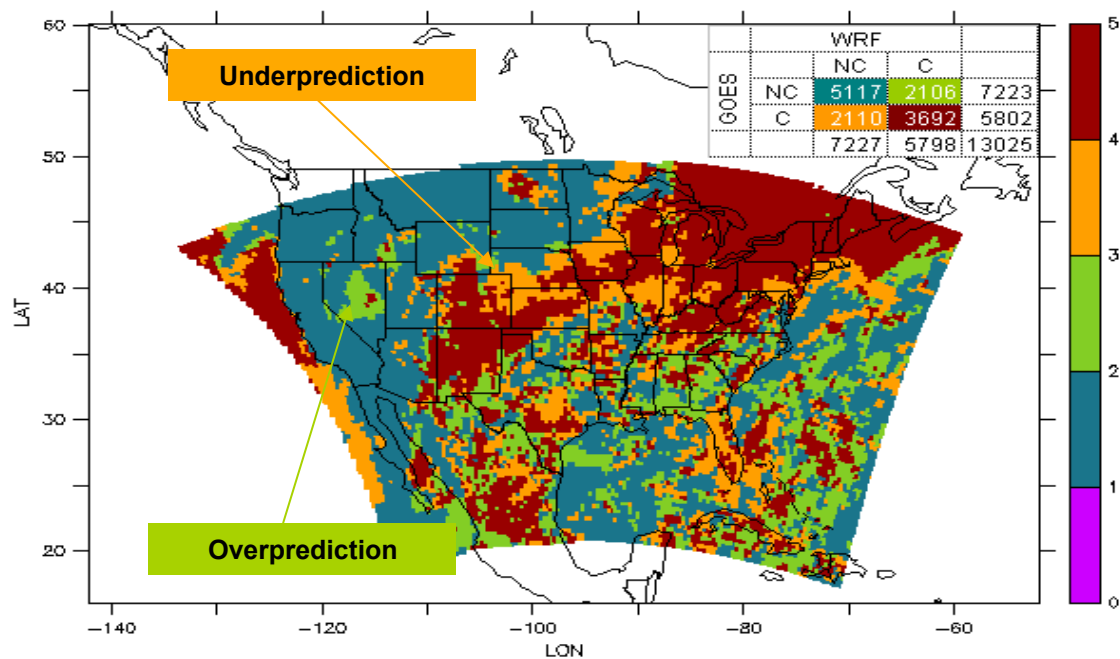 60
50
40
30
20
LAT
Underprediction
Overprediction
WRF
NC C
GOES
NC 5117 2106 7223
C 2110 3692 5802
7227 5798 13025
5
4
3
2
1
0
−140 −120 −100 −80 −60
LON